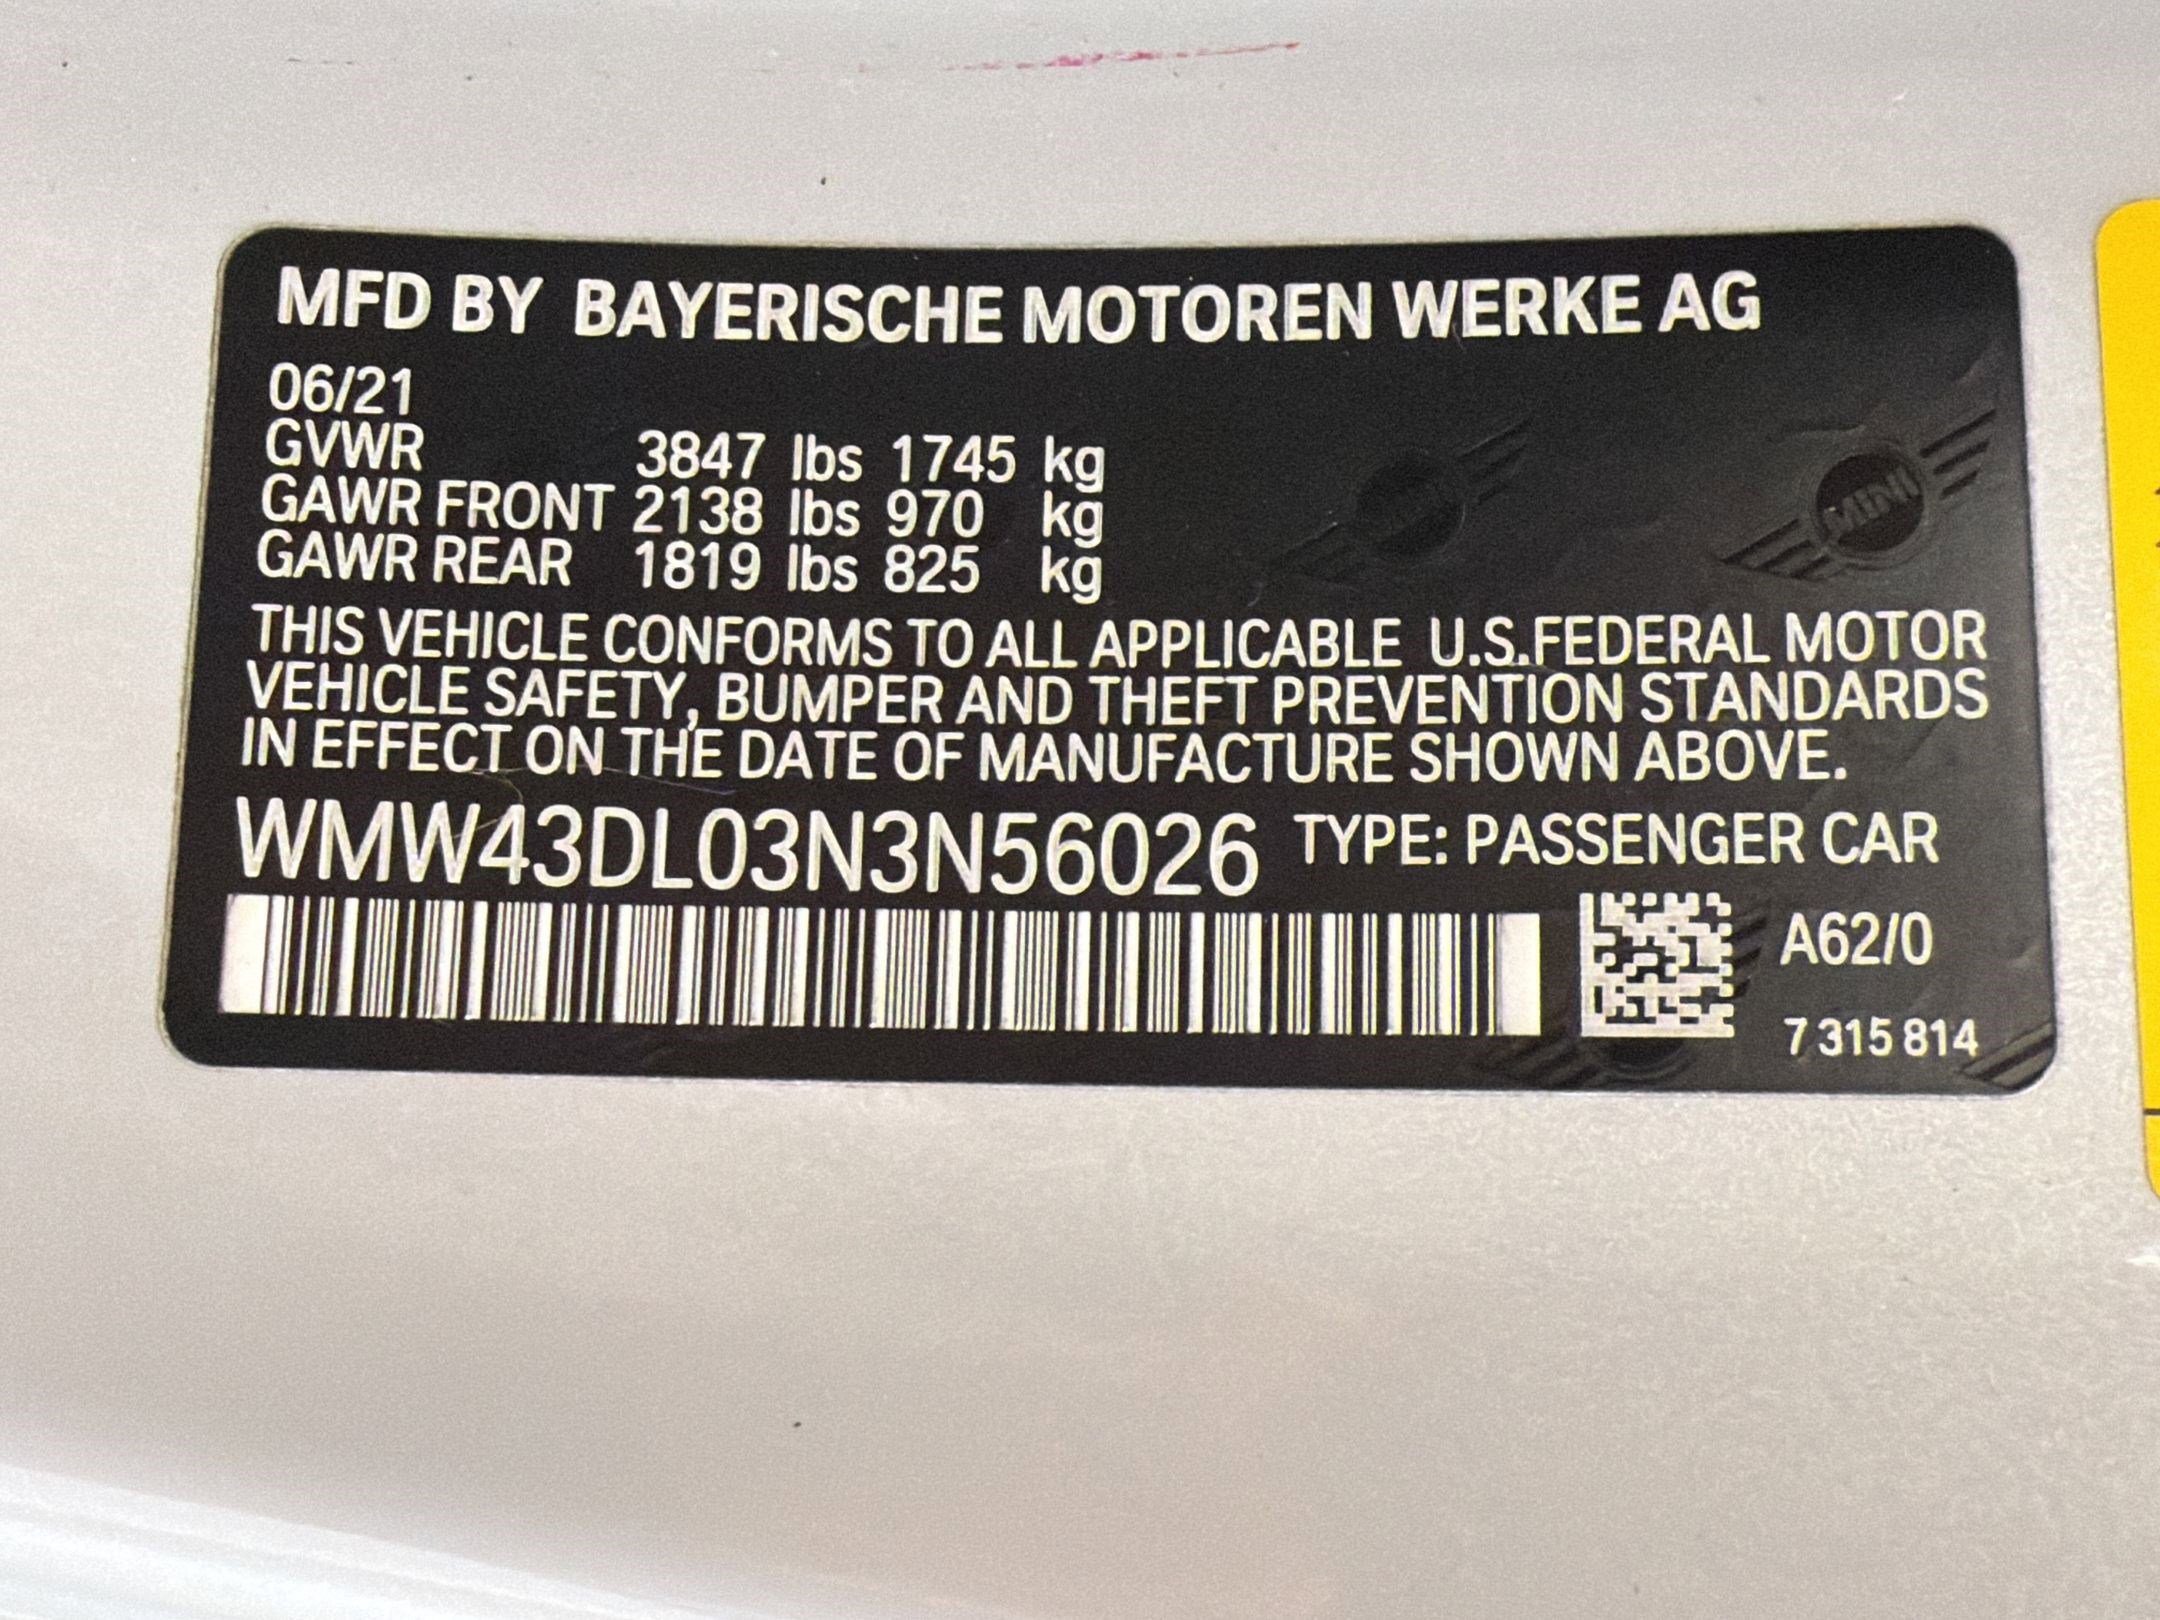 MFD BY BAYERISCHE MOTOREN WERKE AG
06/21
GVWR 3847 lbs 1745 kg
GAWR FRONT 2138 lbs 970 kg
GAWR REAR 1819 lbs 825 kg
THIS VEHICLE CONFORMS TO ALL APPLICABLE U.S.FEDERAL MOTOR
VEHICLE SAFETY, BUMPER AND THEFT PREVENTION STANDARDS
IN EFFECT ON THE DATE OF MANUFACTURE SHOWN ABOVE.
WMW43DL03N3N56026 TYPE: PASSENGER CAR
A62/0
7 315 814
MINI